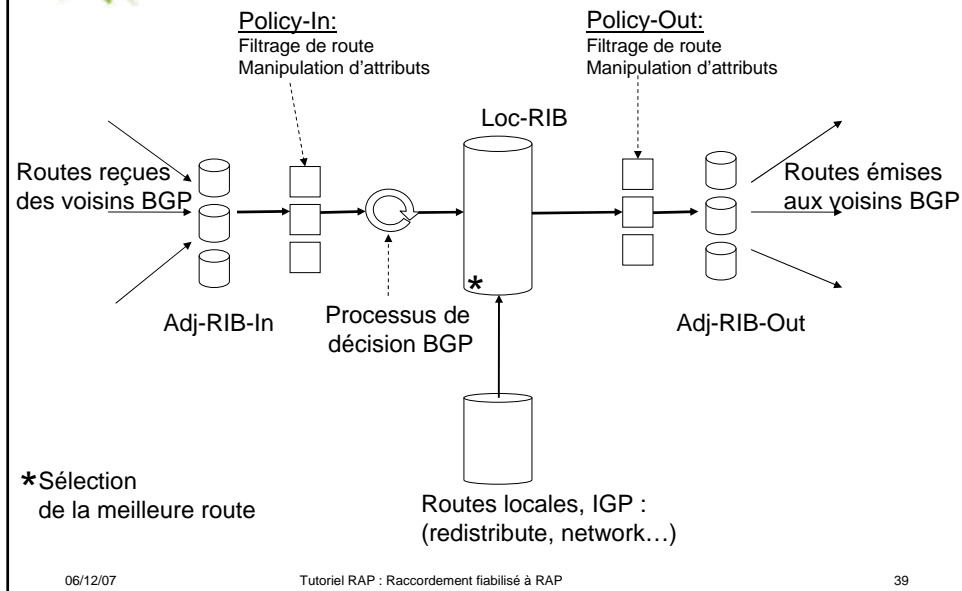 Policy-In:
Filtrage de route
Manipulation d'attributs
Policy-Out:
Filtrage de route
Manipulation d'attributs
Loc-RIB
Routes reçues
des voisins BGP
Routes émises
aux voisins BGP
*
Adj-RIB-In
Processus de
décision BGP
Adj-RIB-Out
*Sélection
de la meilleure route
Routes locales, IGP :
(redistribute, network…)
06/12/07
Tutoriel RAP : Raccordement fiabilisé à RAP
39